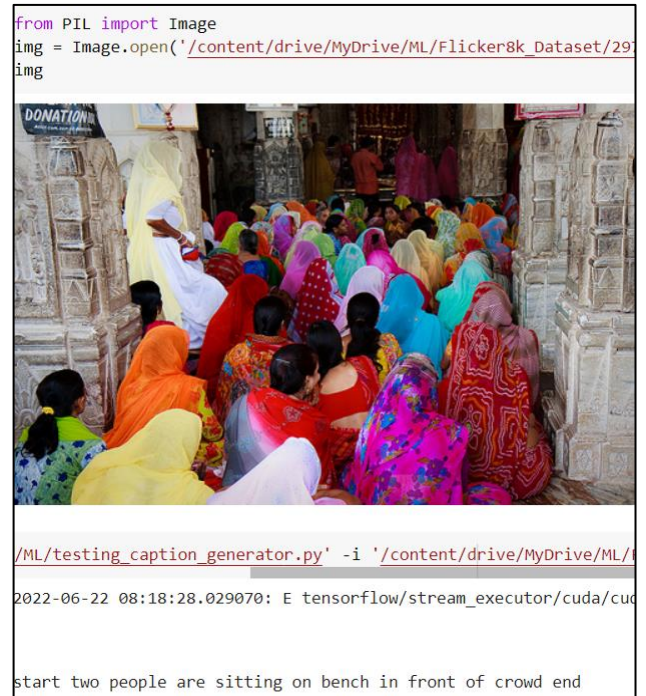 from PIL import Image
img = Image.open('/content/drive/MyDrive/ML/Flicker8k_Dataset/297
img
DONATION
/ML/testing_caption_generator.py' -i '/content/drive/MyDrive/ML/
2022-06-22 08:18:28.029070: E tensorflow/stream_executor/cuda/cud
start two people are sitting on bench in front of crowd end